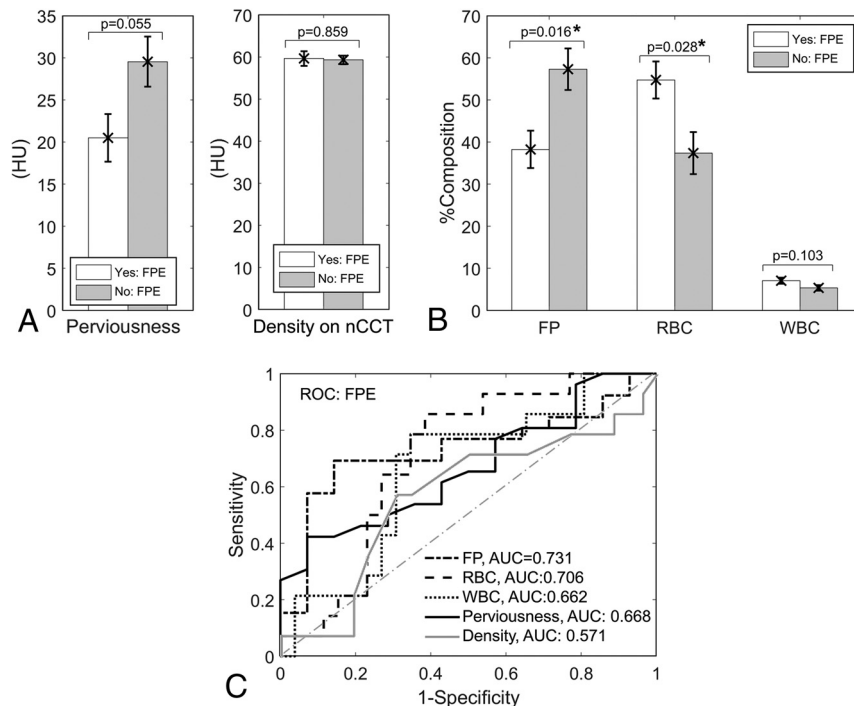 35
30
25
20
15
10
5
0
(HU)
p=0.055
Yes: FPE
No: FPE
Perviousness
A
70
60
50
40
30
20
10
0
(HU)
p=0.859
Yes: FPE
No: FPE
Density on nCCT
B
70
60
50
40
30
20
10
0
%Composition
p=0.016*
p=0.028*
p=0.103
Yes: FPE
No: FPE
FP
RBC
WBC
ROC: FPE
1
0.8
0.6
0.4
0.2
0
Sensitivity
FP, AUC=0.731
RBC, AUC:0.706
WBC, AUC:0.662
Perviousness, AUC: 0.668
Density, AUC: 0.571
0 0.2 0.4 0.6 0.8 1
1-Specificity
C